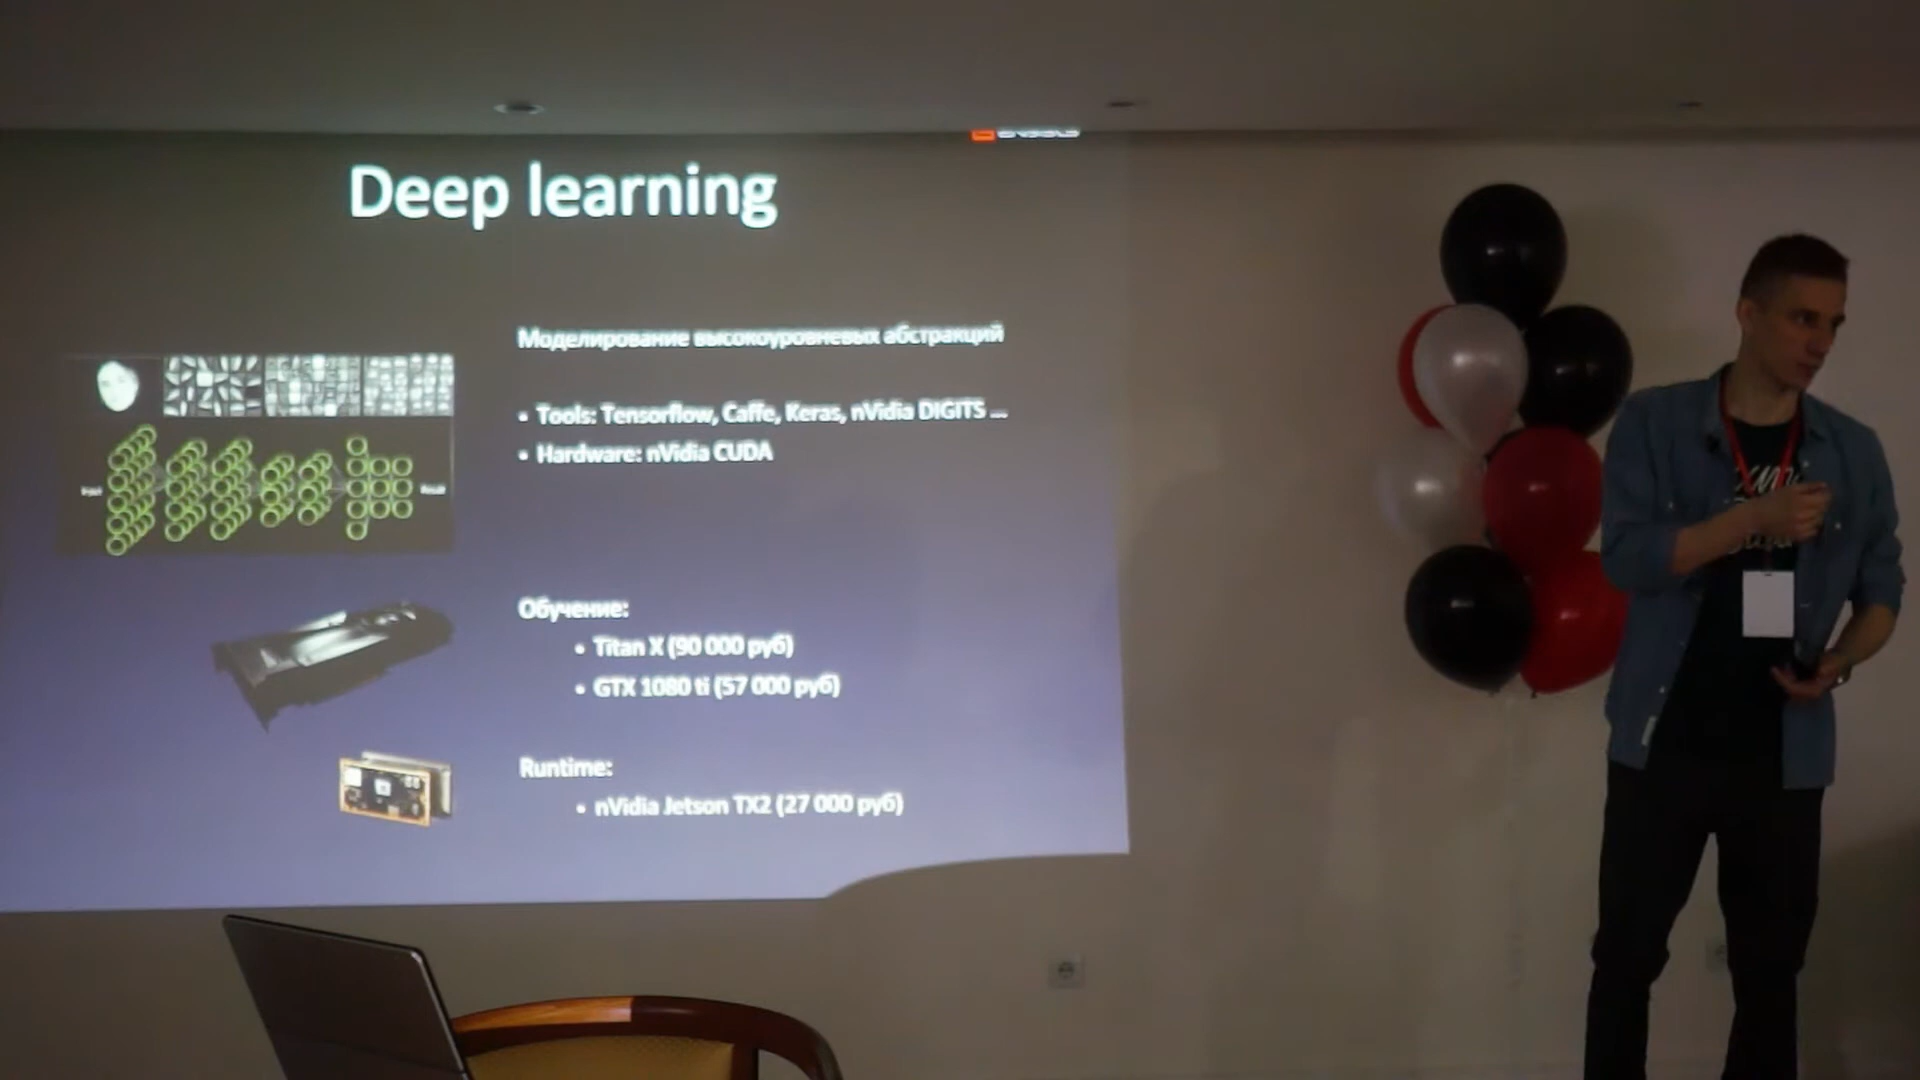 Deep learning
Моделирование высокоуровневых абстракций
• Tools: Tensorflow, Caffe, Keras, nVidia DIGITS ...
• Hardware: nVidia CUDA
Обучение:
• Titan X (90 000 руб)
• GTX 1080 ti (57 000 руб)
Runtime:
• nVidia Jetson TX2 (27 000 руб)